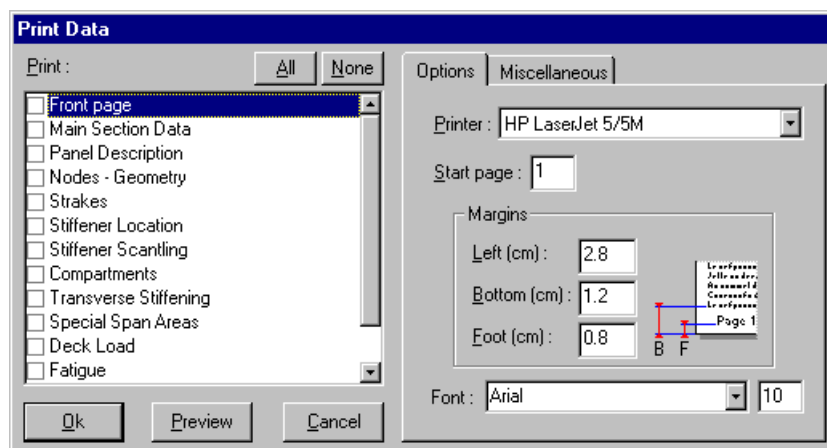 Print Data
Print :
All
None
Front page
Main Section Data
Panel Description
Nodes - Geometry
Strakes
Stiffener Location
Stiffener Scantling
Compartments
Transverse Stiffening
Special Span Areas
Deck Load
Fatigue
Ok
Preview
Cancel
Options
Miscellaneous
Printer : HP LaserJet 5/5M
Start page : 1
Margins
Left (cm) : 2.8
Bottom (cm) : 1.2
Foot (cm) : 0.8
Page 1
B F
Font : Arial 10